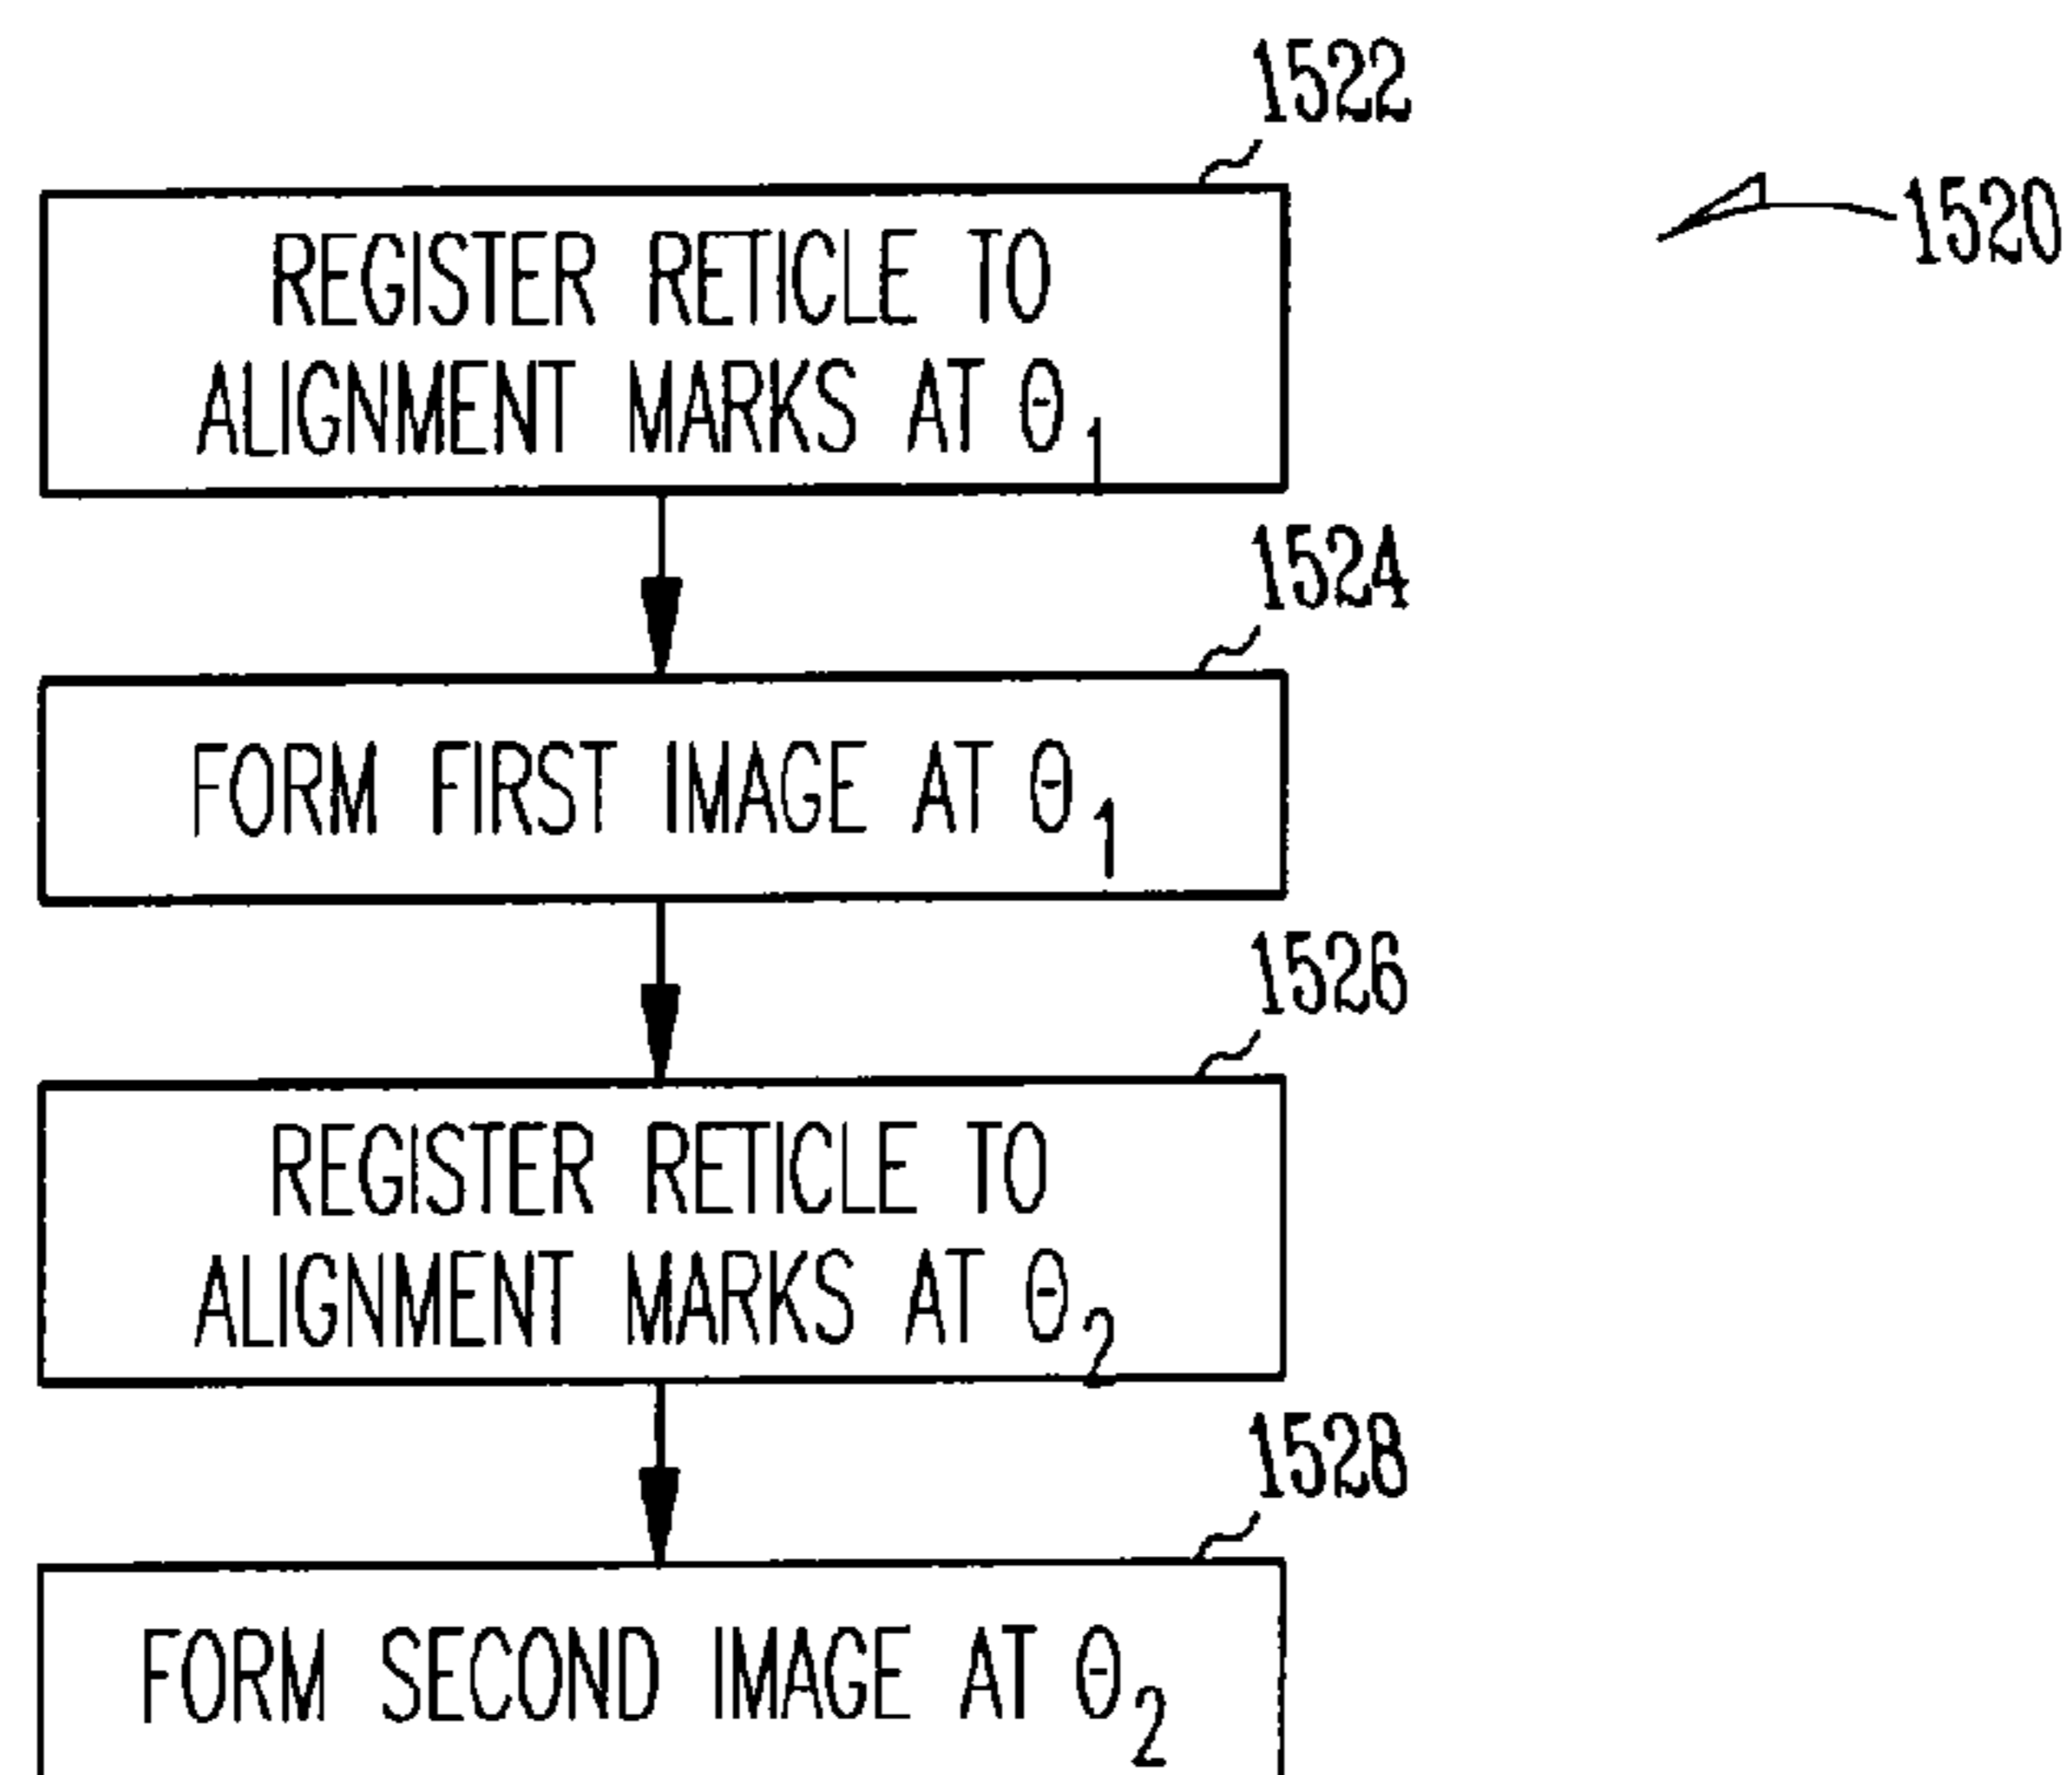 1522
1520
REGISTER RETICLE TO
ALIGNMENT MARKS AT Θ1
1524
FORM FIRST IMAGE AT Θ1
1526
REGISTER RETICLE TO
ALIGNMENT MARKS AT Θ2
1528
FORM SECOND IMAGE AT Θ2